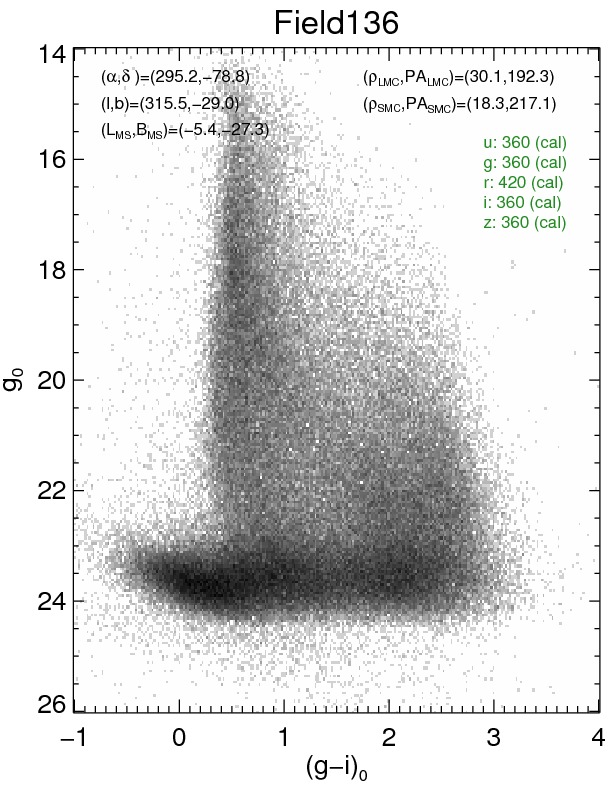 Field136
(α,δ )=(295.2,−78.8)
(l,b)=(315.5,−29.0)
(LMS,BMS)=(−5.4,−27.3)
(ρLMC,PALMC)=(30.1,192.3)
(ρSMC,PASMC)=(18.3,217.1)
u: 360 (cal)
g: 360 (cal)
r: 420 (cal)
i: 360 (cal)
z: 360 (cal)
14
16
18
20
22
24
26
g0
−1 0 1 2 3 4
(g−i)0